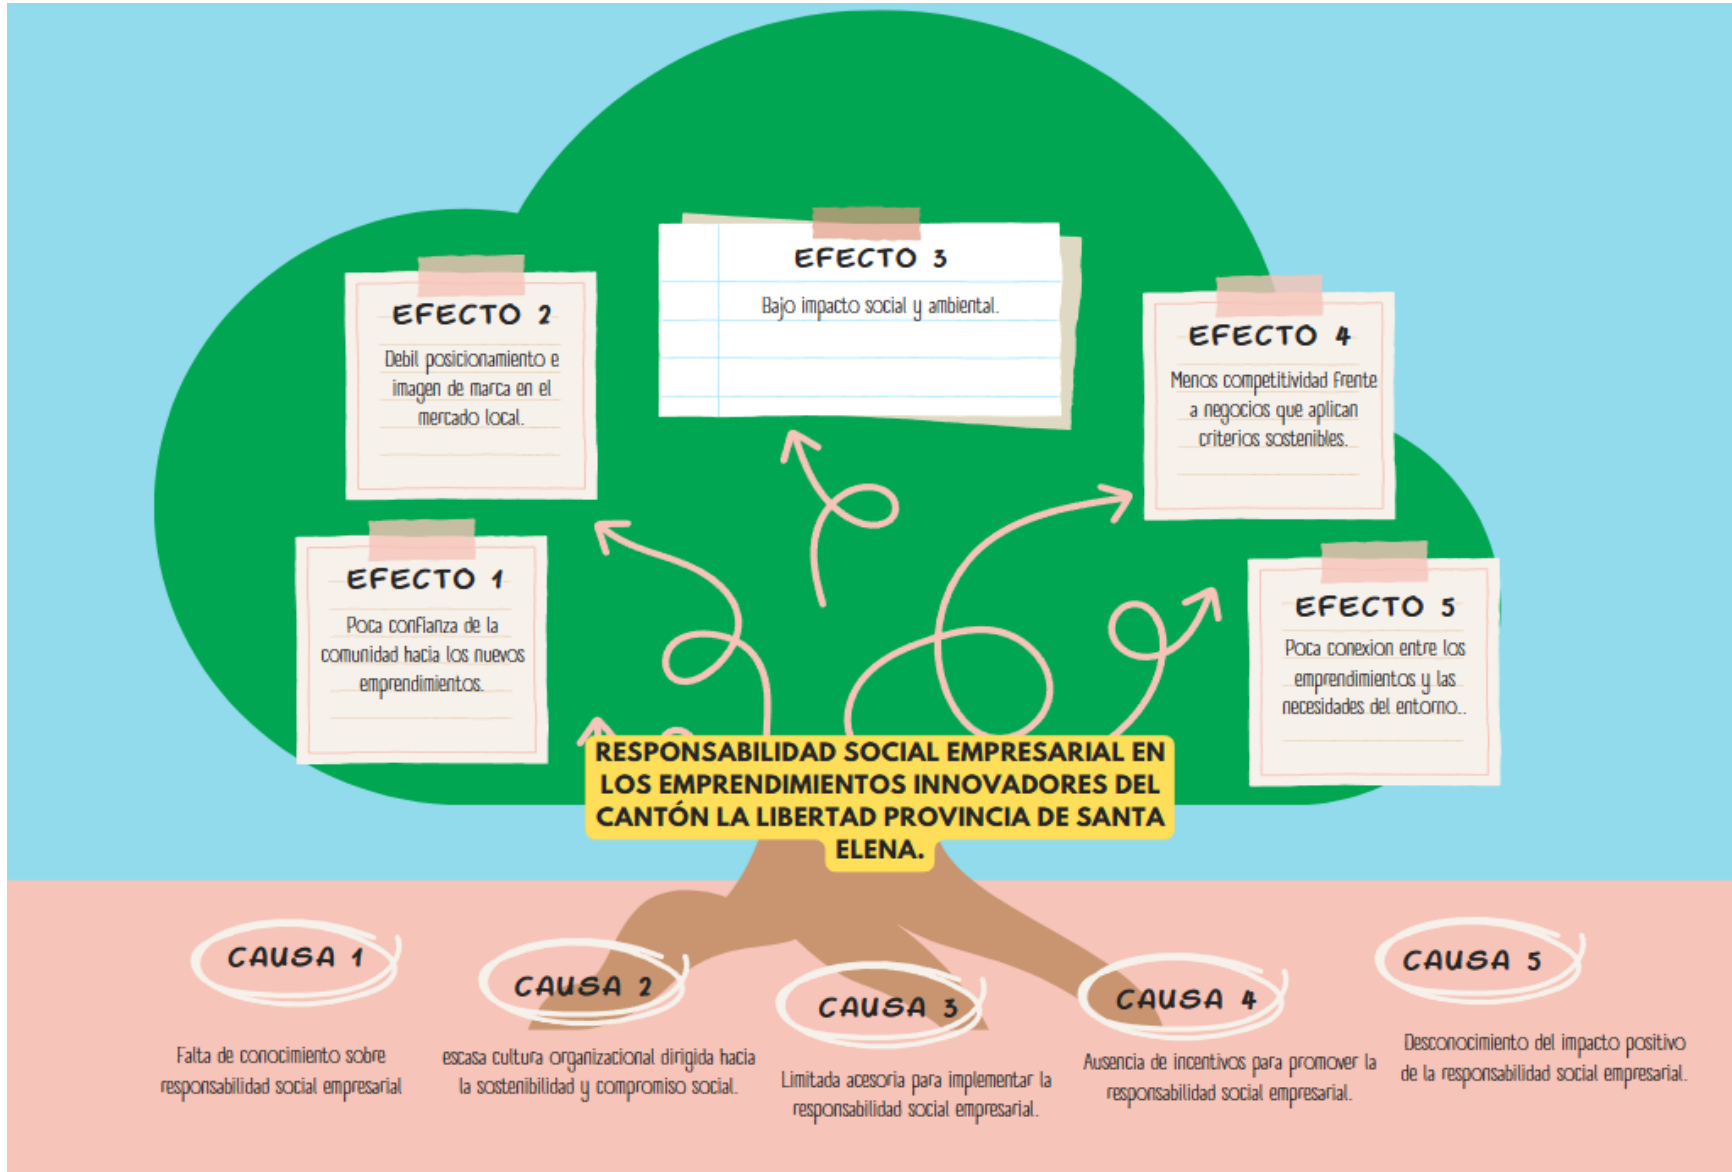 EFECTO 3
Bajo impacto social y ambiental.
EFECTO 2
Debil posicionamiento e
imagen de marca en el
mercado local.
EFECTO 4
Menos competitividad frente
a negocios que aplican
criterios sostenibles.
EFECTO 1
Poca confianza de la
comunidad hacia los nuevos
emprendimientos.
EFECTO 5
Poca conexion entre los
emprendimientos y las
necesidades del entorno..
RESPONSABILIDAD SOCIAL EMPRESARIAL EN
LOS EMPRENDIMIENTOS INNOVADORES DEL
CANTÓN LA LIBERTAD PROVINCIA DE SANTA
ELENA.
CAUSA 1
Falta de conocimiento sobre
responsabilidad social empresarial
CAUSA 2
escasa cultura organizacional dirigida hacia
la sostenibilidad y compromiso social.
CAUSA 3
Limitada acesoria para implementar la
responsabilidad social empresarial.
CAUSA 4
Ausencia de incentivos para promover la
responsabilidad social empresarial.
CAUSA 5
Desconocimiento del impacto positivo
de la responsabilidad social empresarial.